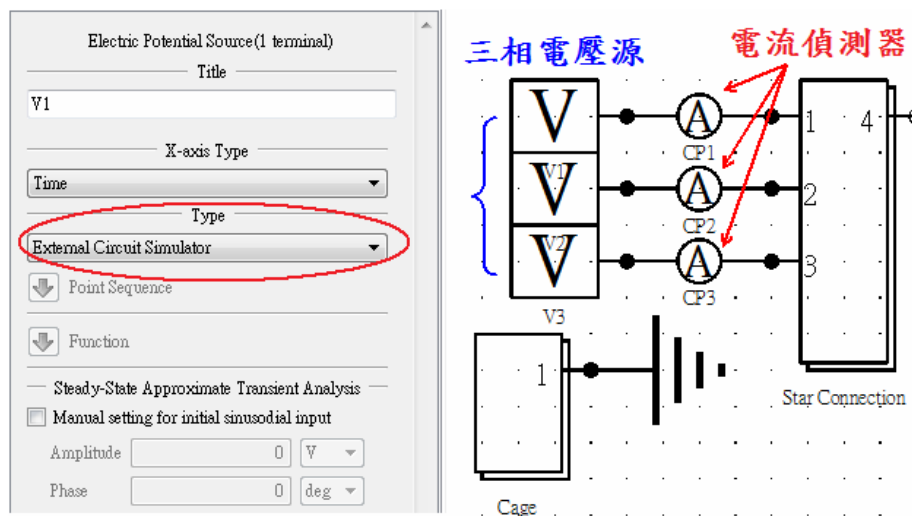 Electric Potential Source(1 terminal)
Title
V1
X-axis Type
Time
Type
External Circuit Simulator
Point Sequence
Function
Steady-State Approximate Transient Analysis
Manual setting for initial sinusodial input
Amplitude 0 V
Phase 0 deg
三相電壓源
電流偵測器
V A 1 4
V1 CP1
V A 2
V2 CP2
V A 3
V3 CP3
1
Star Connection
Cage